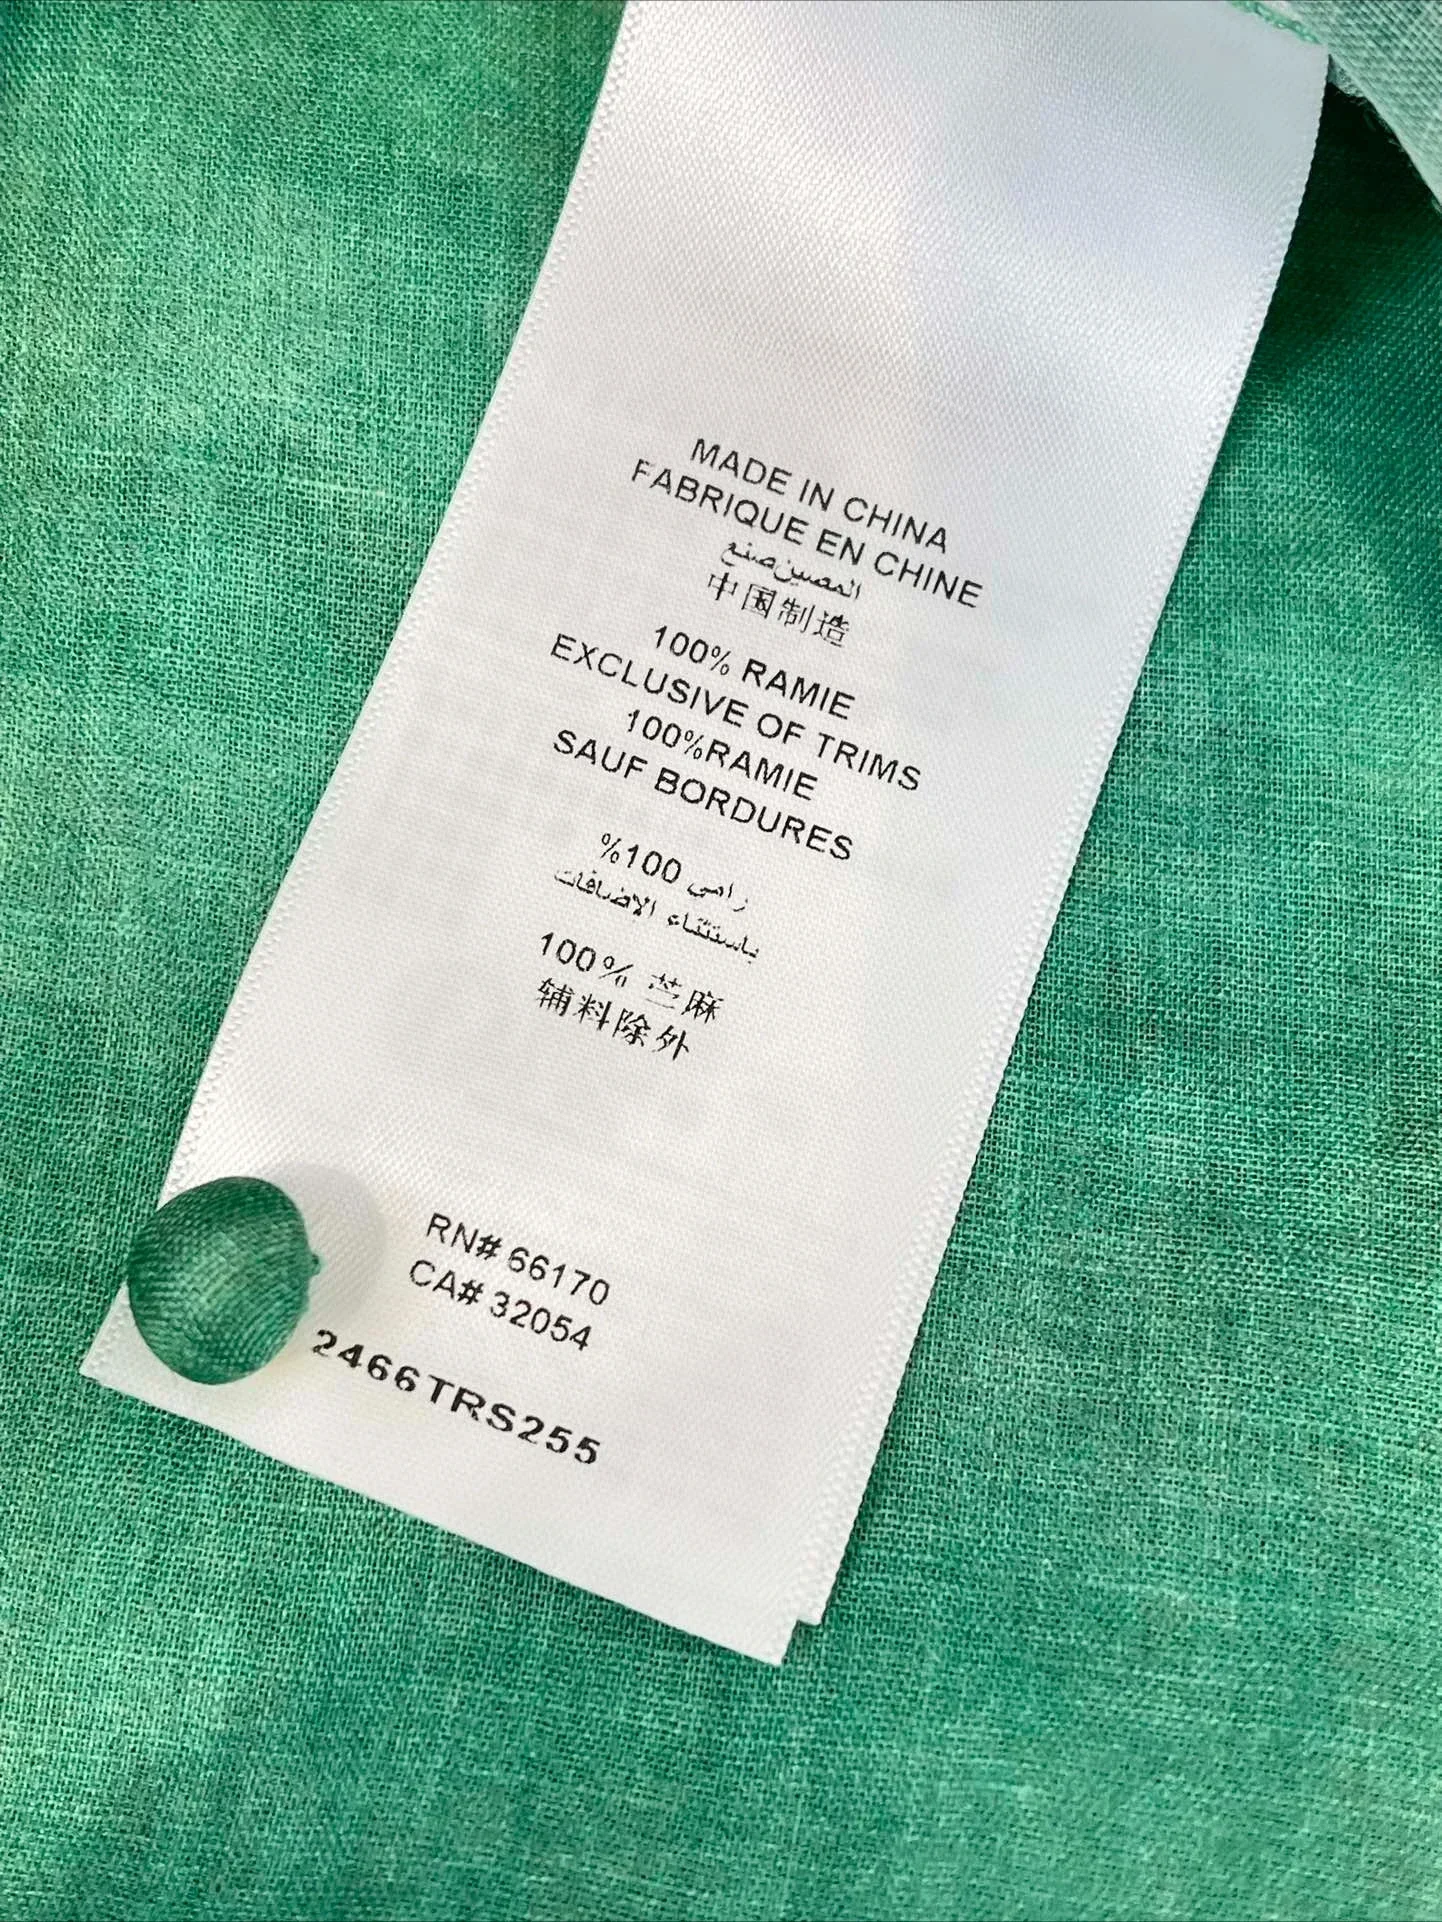 MADE IN CHINA
FABRIQUE EN CHINE
المصين صنع
中国制造
100% RAMIE
EXCLUSIVE OF TRIMS
100%RAMIE
SAUF BORDURES
%100 رامي
باستثناء الاضافات
100% 苎麻
辅料除外
RN# 66170
CA# 32054
2466TRS255